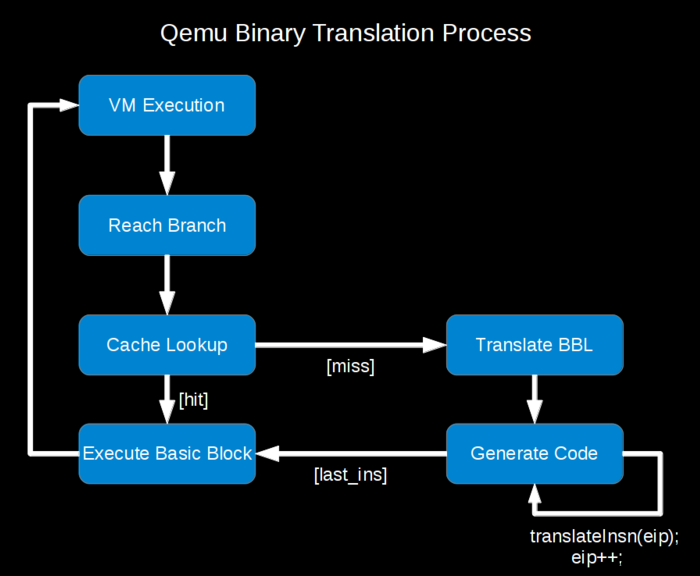 Qemu Binary Translation Process
VM Execution
Reach Branch
Cache Lookup
[miss]
Translate BBL
[hit]
Execute Basic Block
[last_ins]
Generate Code
translateInsn(eip);
eip++;